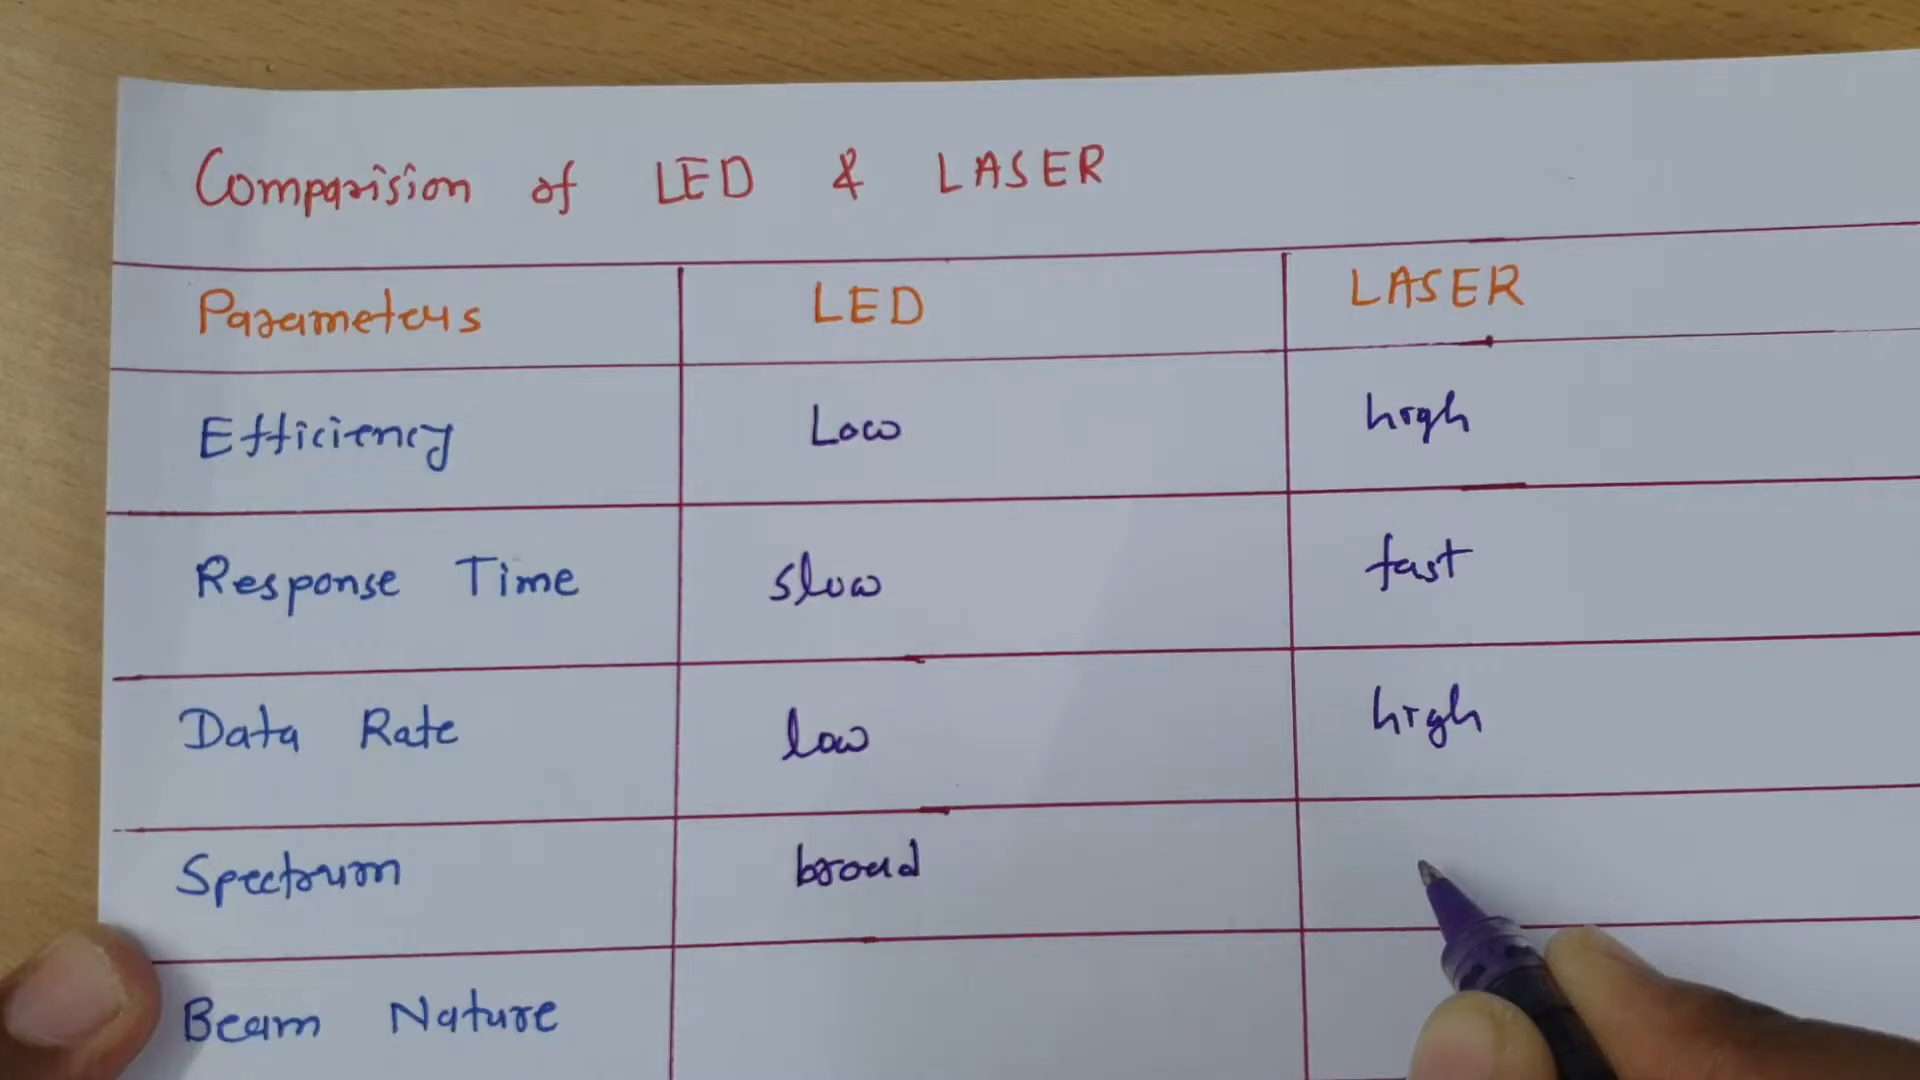 Comparision of LED & LASER
Parameters LED LASER
Efficiency Low high
Response Time slow fast
Data Rate low high
Spectrum broad
Beam Nature